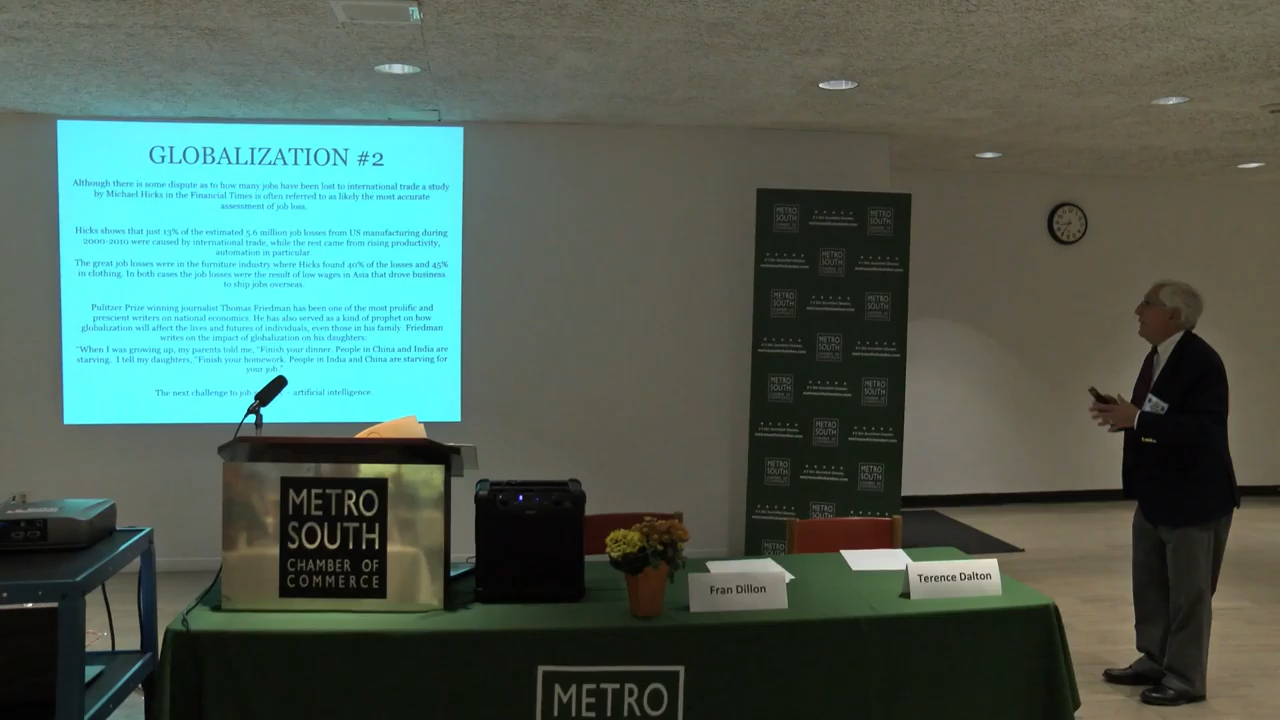 GLOBALIZATION #2
Although there is some dispute as to how many jobs have been lost to international trade a study
by Michael Hicks in the Financial Times is often referred to as likely the most accurate
assessment of job loss.
Hicks shows that just 13% of the estimated 5.6 million job losses from US manufacturing during
2000-2010 were caused by international trade, while the rest came from rising productivity,
automation in particular.
The great job losses were in the furniture industry where Hicks found 40% of the losses and 45%
in clothing. In both cases the job losses were the result of low wages in Asia that drove business
to ship jobs overseas.
Pulitzer Prize winning journalist Thomas Friedman has been one of the most prolific and
prescient writers on national economics. He has also served as a kind of prophet on how
globalization will affect the lives and futures of individuals, even those in his family. Friedman
writes on the impact of globalization on his daughters:
"When I was growing up, my parents told me, "Finish your dinner. People in China and India are
starving. I tell my daughters, "Finish your homework. People in India and China are starving for
your job."
The next challenge to job – artificial intelligence.
METRO
SOUTH
CHAMBER OF
COMMERCE
METRO
SOUTH
Fran Dillon
Terence Dalton
METRO